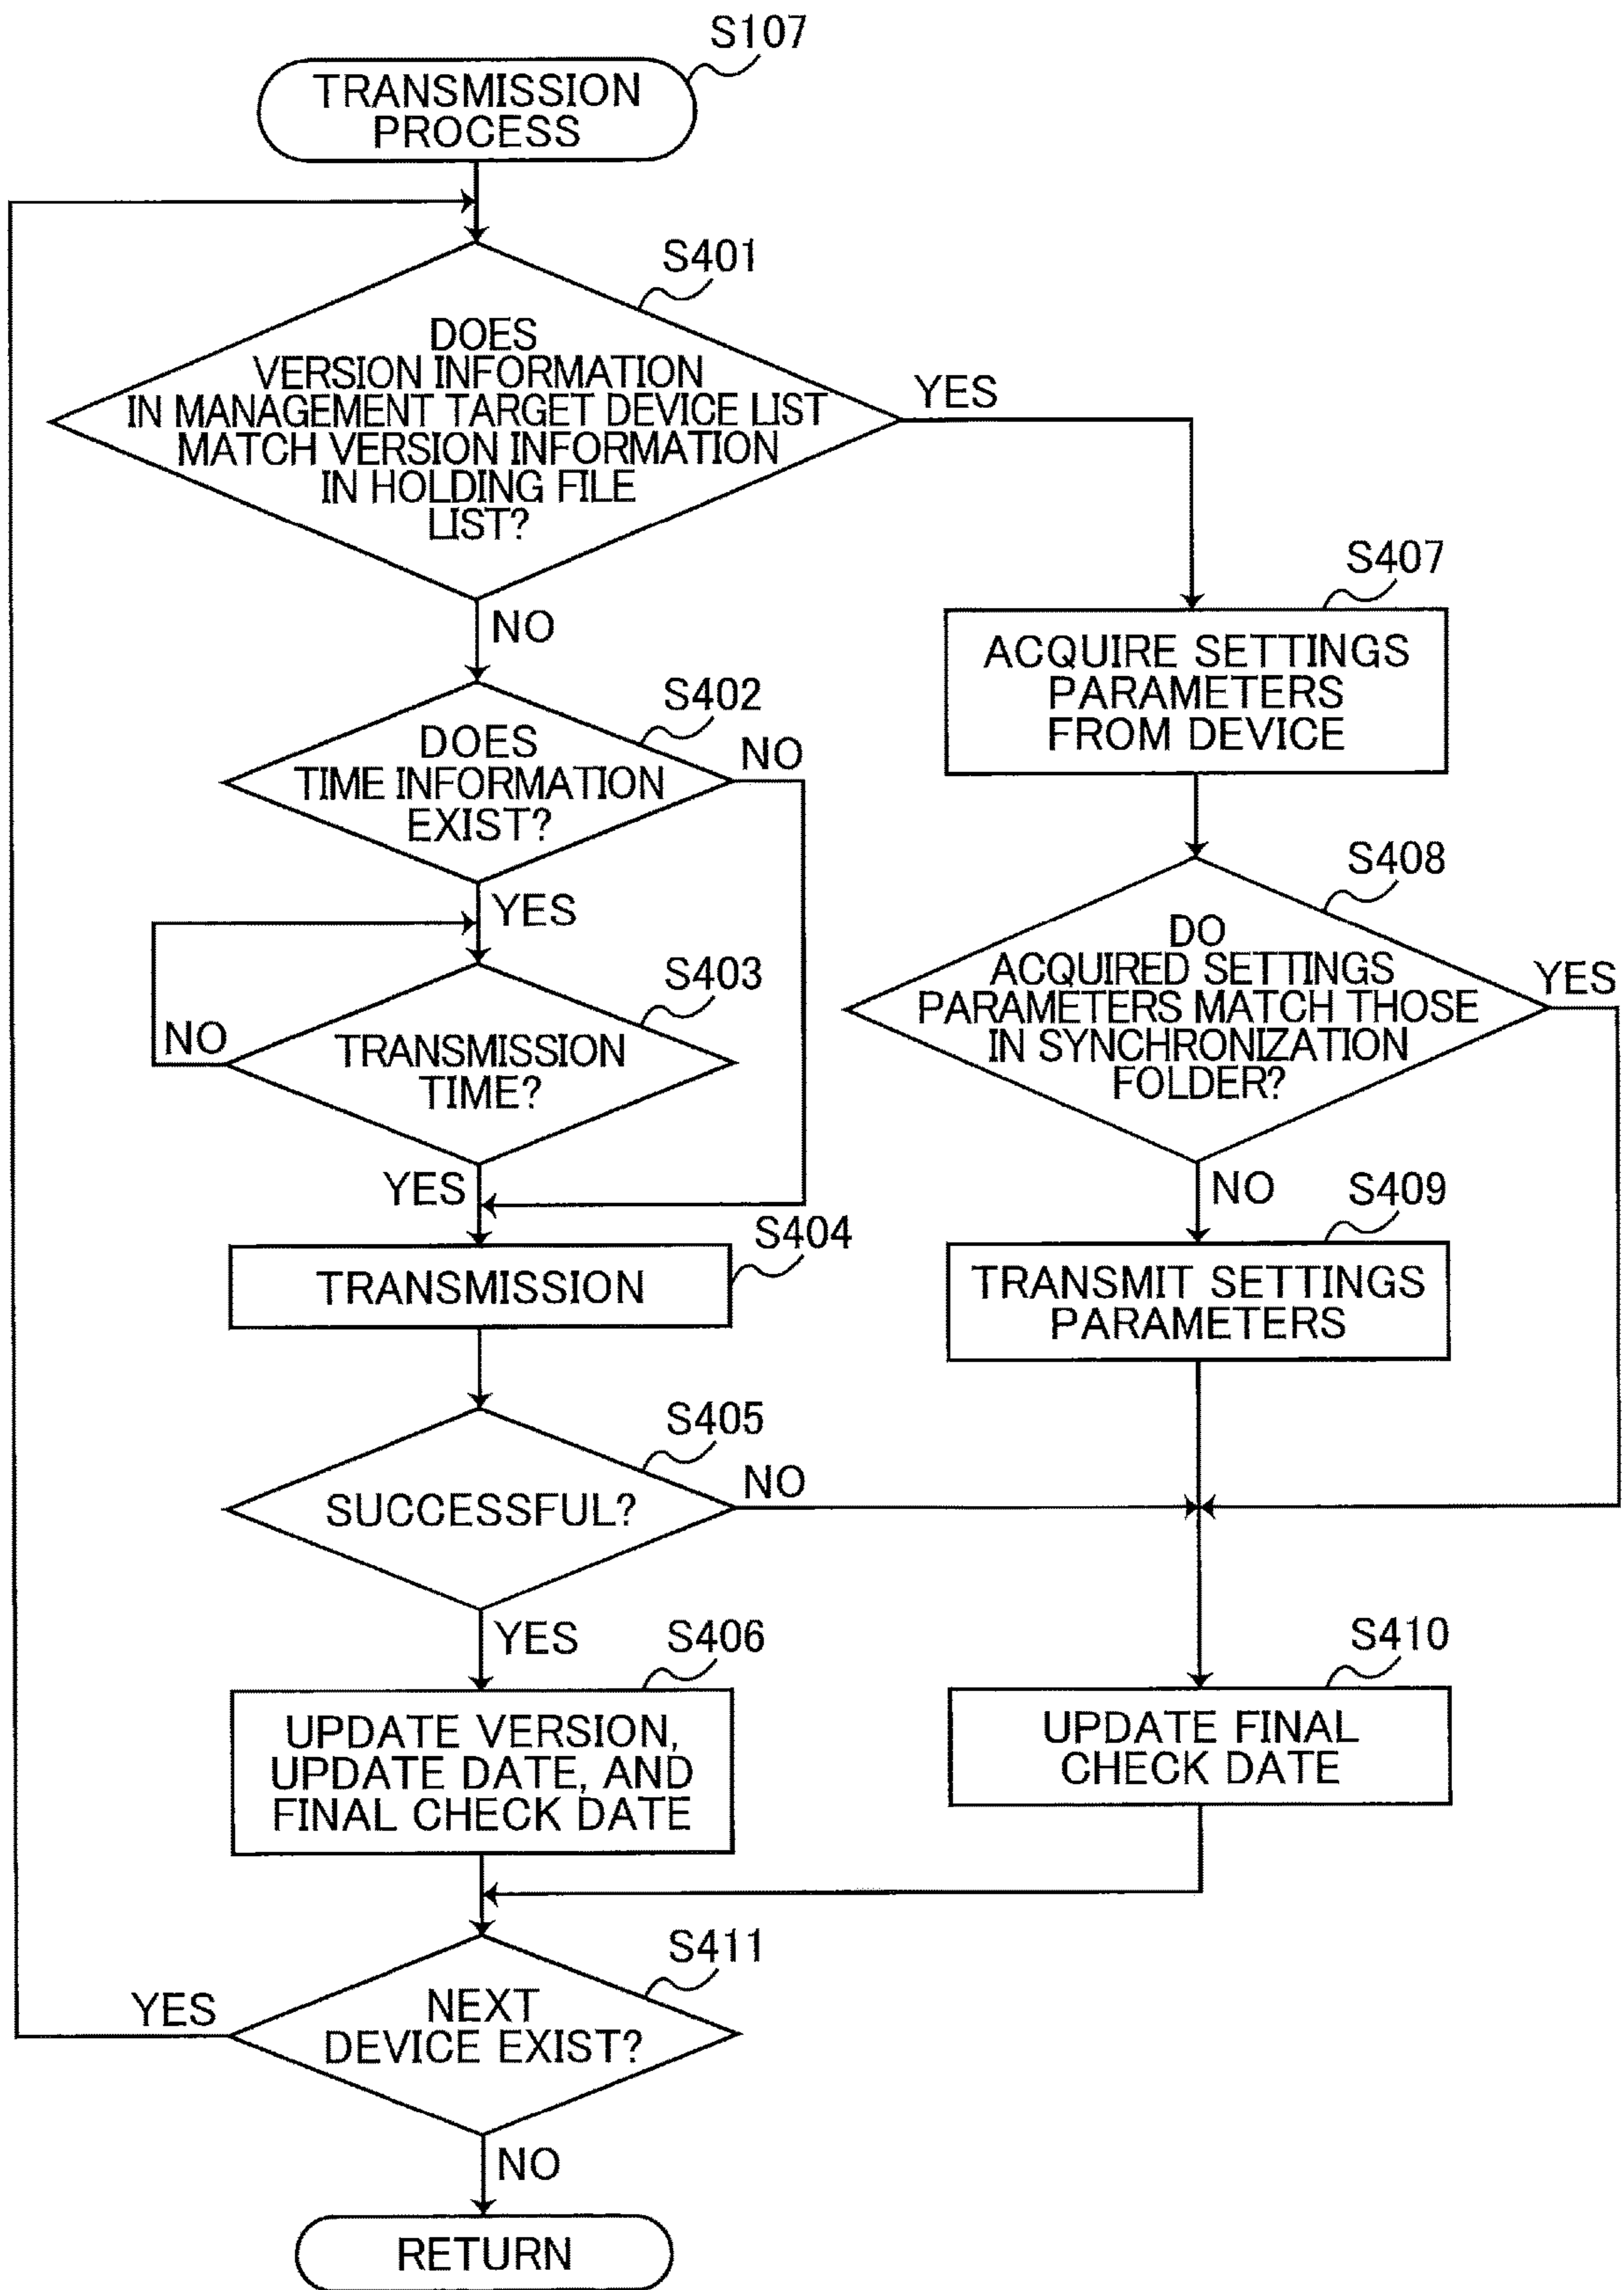 S107
TRANSMISSION
PROCESS
S401
DOES
VERSION INFORMATION
IN MANAGEMENT TARGET DEVICE LIST
MATCH VERSION INFORMATION
IN HOLDING FILE
LIST?
YES
NO
S407
ACQUIRE SETTINGS
PARAMETERS
FROM DEVICE
S402
DOES
TIME INFORMATION
EXIST?
NO
YES
S408
DO
ACQUIRED SETTINGS
PARAMETERS MATCH THOSE
IN SYNCHRONIZATION
FOLDER?
YES
NO
S403
TRANSMISSION
TIME?
NO
YES
S409
TRANSMIT SETTINGS
PARAMETERS
S404
TRANSMISSION
S405
SUCCESSFUL?
NO
YES
S406
UPDATE VERSION,
UPDATE DATE, AND
FINAL CHECK DATE
S410
UPDATE FINAL
CHECK DATE
S411
NEXT
DEVICE EXIST?
YES
NO
RETURN